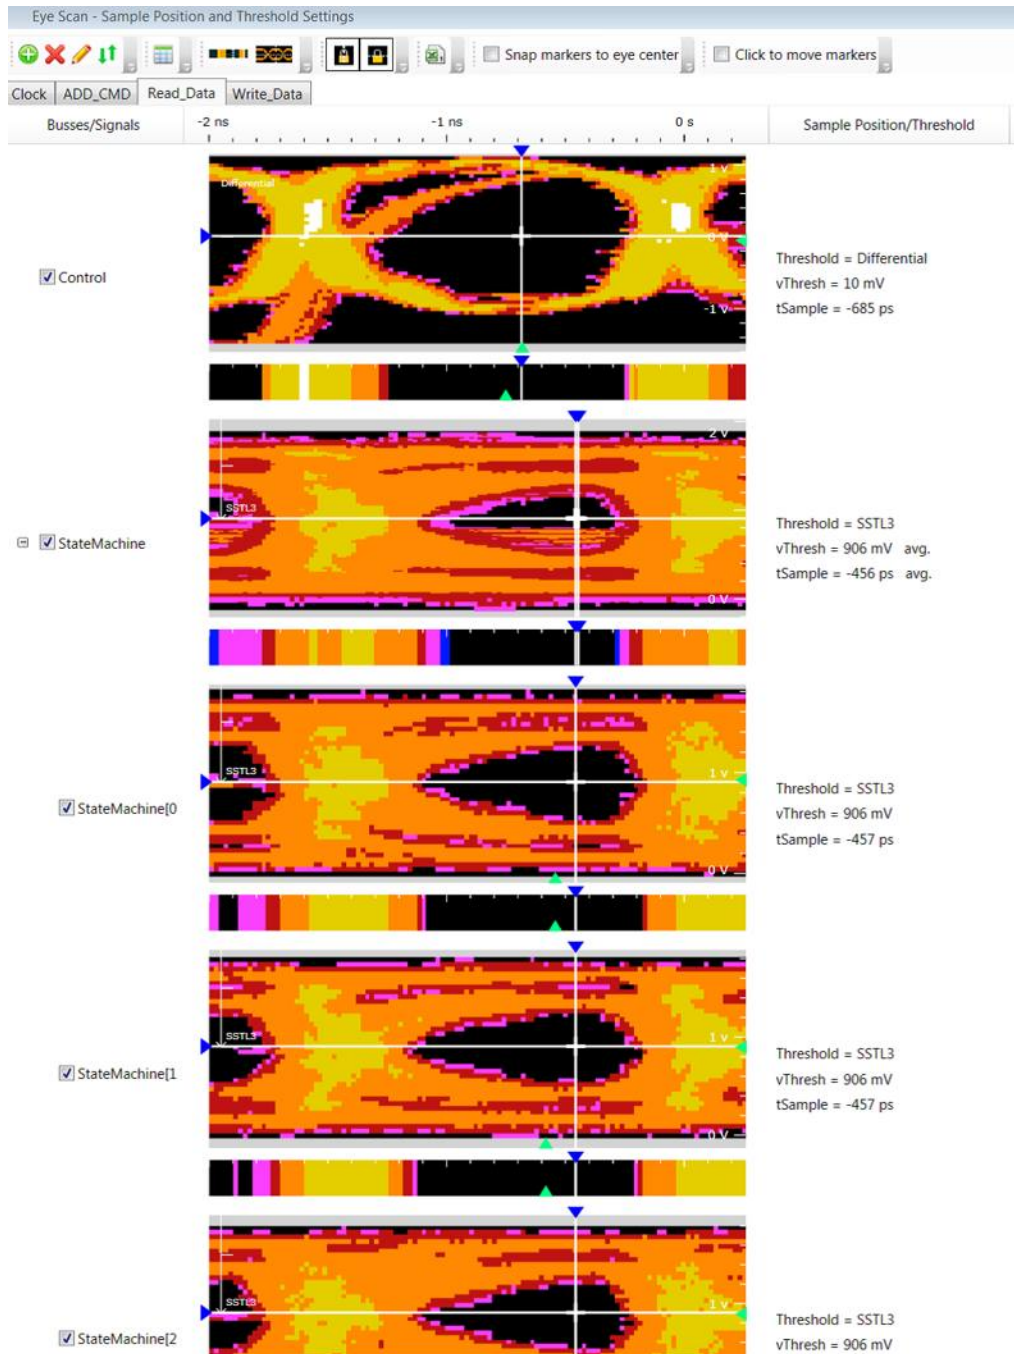 Eye Scan - Sample Position and Threshold Settings
Snap markers to eye center
Click to move markers
Clock ADD_CMD Read_Data Write_Data
Busses/Signals -2 ns -1 ns 0 s Sample Position/Threshold
Differential
1 V
0 V
-1 V
Control
Threshold = Differential
vThresh = 10 mV
tSample = -685 ps
2 V
SSTL3
0 V
StateMachine
Threshold = SSTL3
vThresh = 906 mV avg.
tSample = -456 ps avg.
SSTL3
1 V
0 V
StateMachine[0
Threshold = SSTL3
vThresh = 906 mV
tSample = -457 ps
SSTL3
1 V
0 V
StateMachine[1
Threshold = SSTL3
vThresh = 906 mV
tSample = -457 ps
SSTL3
1 V
StateMachine[2
Threshold = SSTL3
vThresh = 906 mV